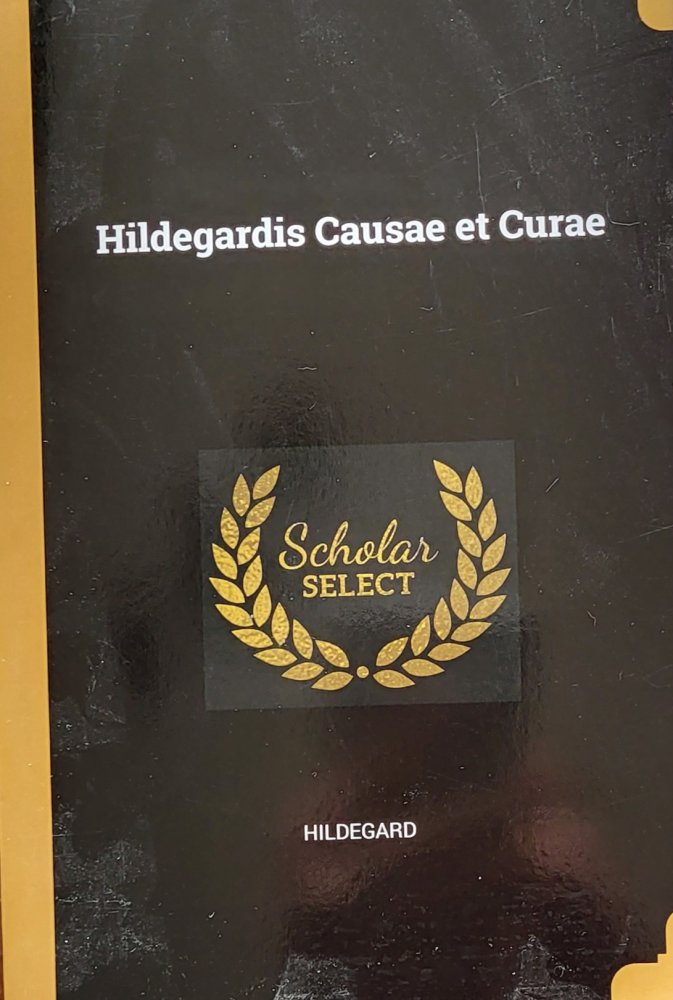 Hildegardis Causae et Curae
Scholar
SELECT
HILDEGARD